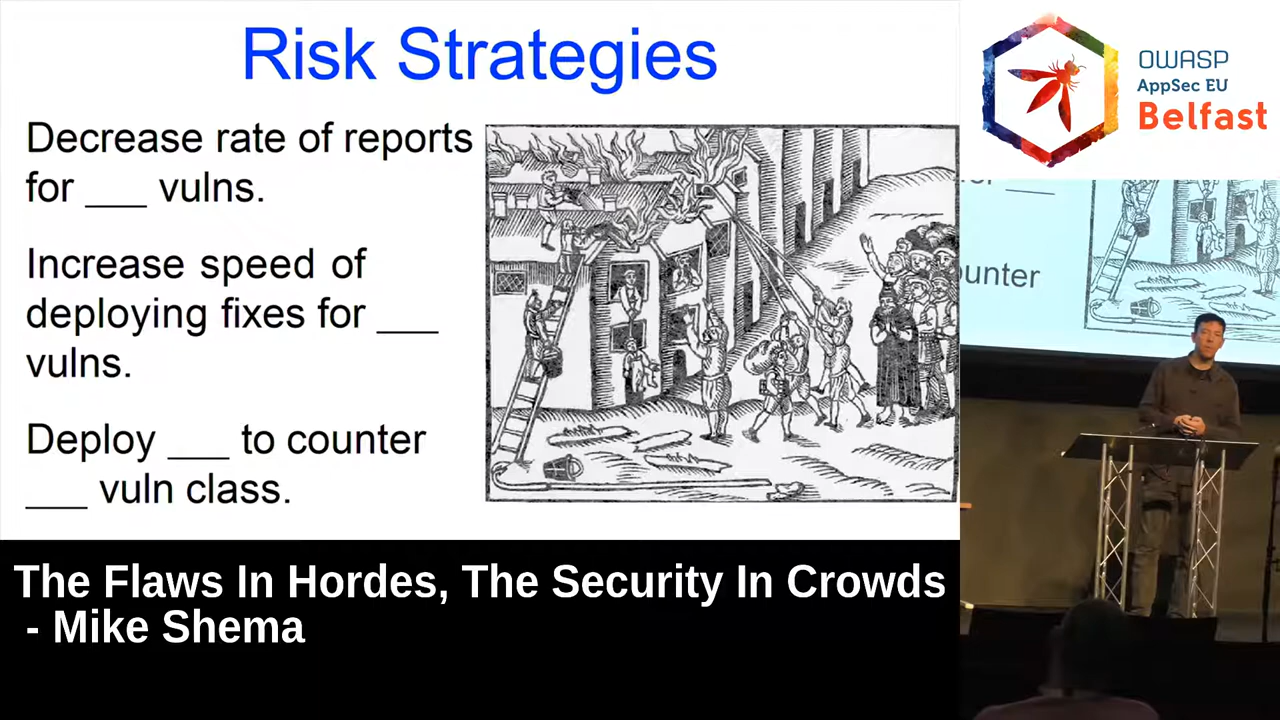 Risk Strategies
Decrease rate of reports
for ___ vulns.
Increase speed of
deploying fixes for ___
vulns.
Deploy ___ to counter
___ vuln class.
OWASP
AppSec EU
Belfast
ounter
The Flaws In Hordes, The Security In Crowds
- Mike Shema